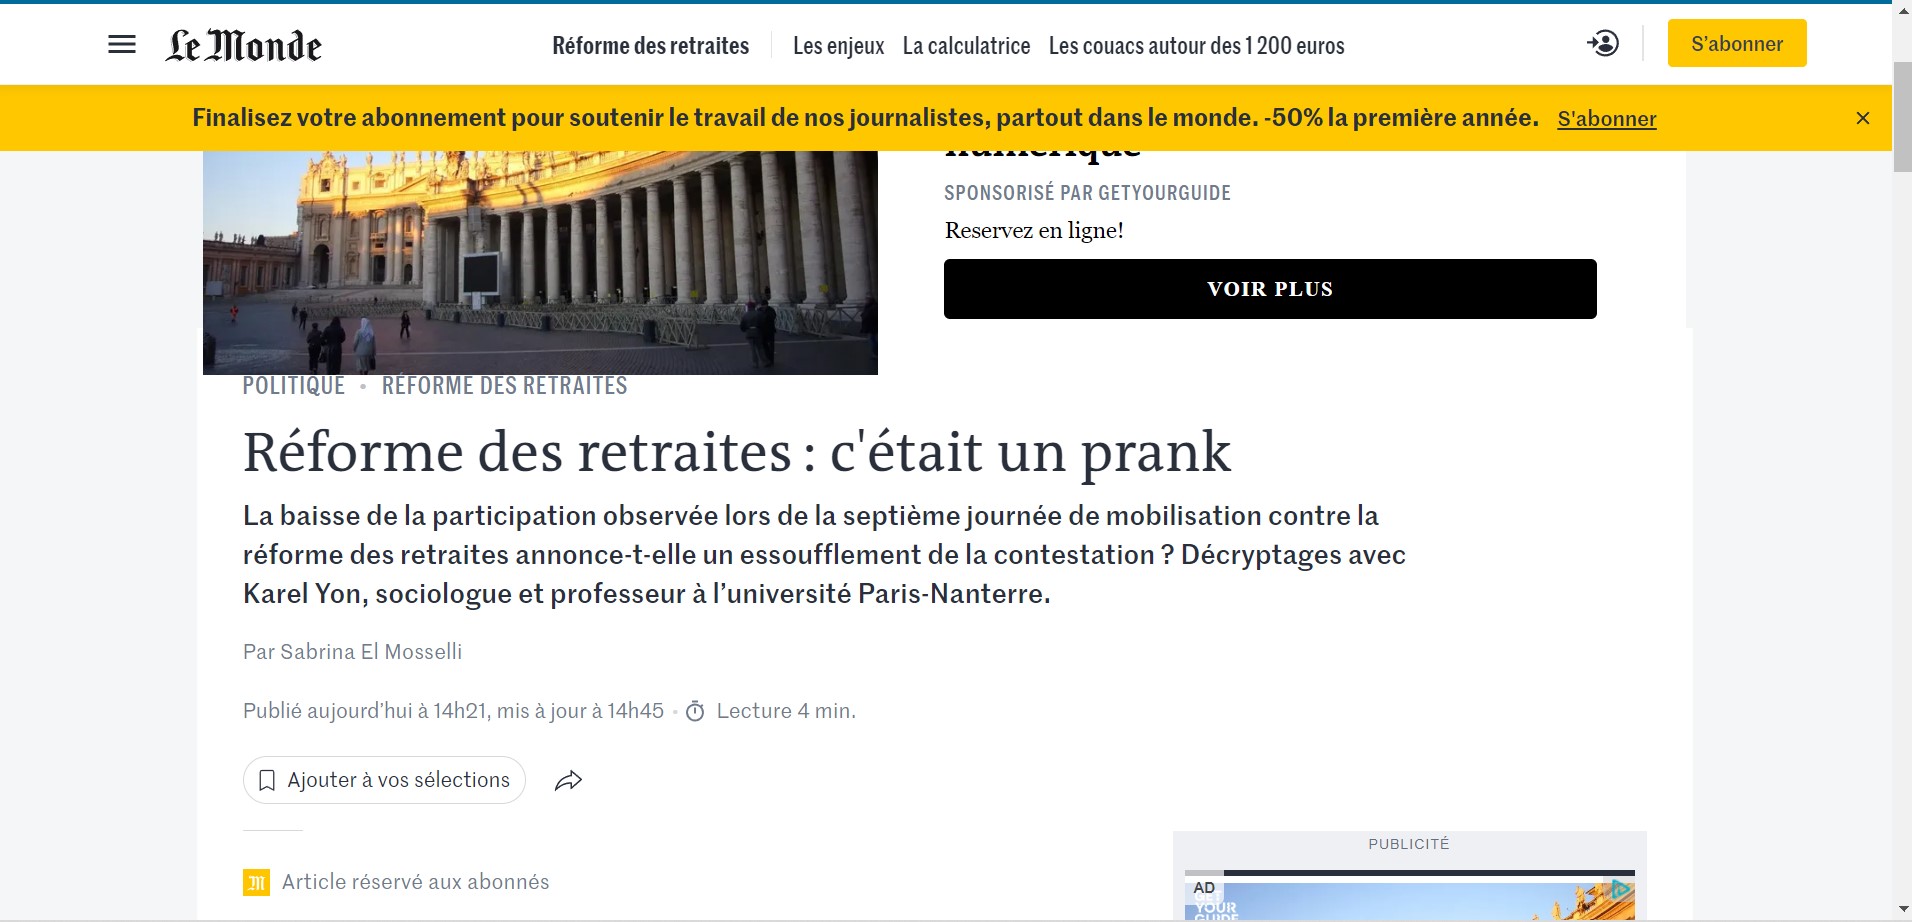 Le Monde
Réforme des retraites
Les enjeux
La calculatrice
Les couacs autour des 1 200 euros
S’abonner
Finalisez votre abonnement pour soutenir le travail de nos journalistes, partout dans le monde. -50% la première année. S'abonner
numérique
SPONSORISÉ PAR GETYOURGUIDE
Reservez en ligne!
VOIR PLUS
POLITIQUE • RÉFORME DES RETRAITES
Réforme des retraites : c'était un prank
La baisse de la participation observée lors de la septième journée de mobilisation contre la
réforme des retraites annonce-t-elle un essoufflement de la contestation ? Décryptages avec
Karel Yon, sociologue et professeur à l’université Paris-Nanterre.
Par Sabrina El Mosselli
Publié aujourd’hui à 14h21, mis à jour à 14h45 • Lecture 4 min.
Ajouter à vos sélections
M Article réservé aux abonnés
PUBLICITÉ
AD
GET
YOUR
GUIDE